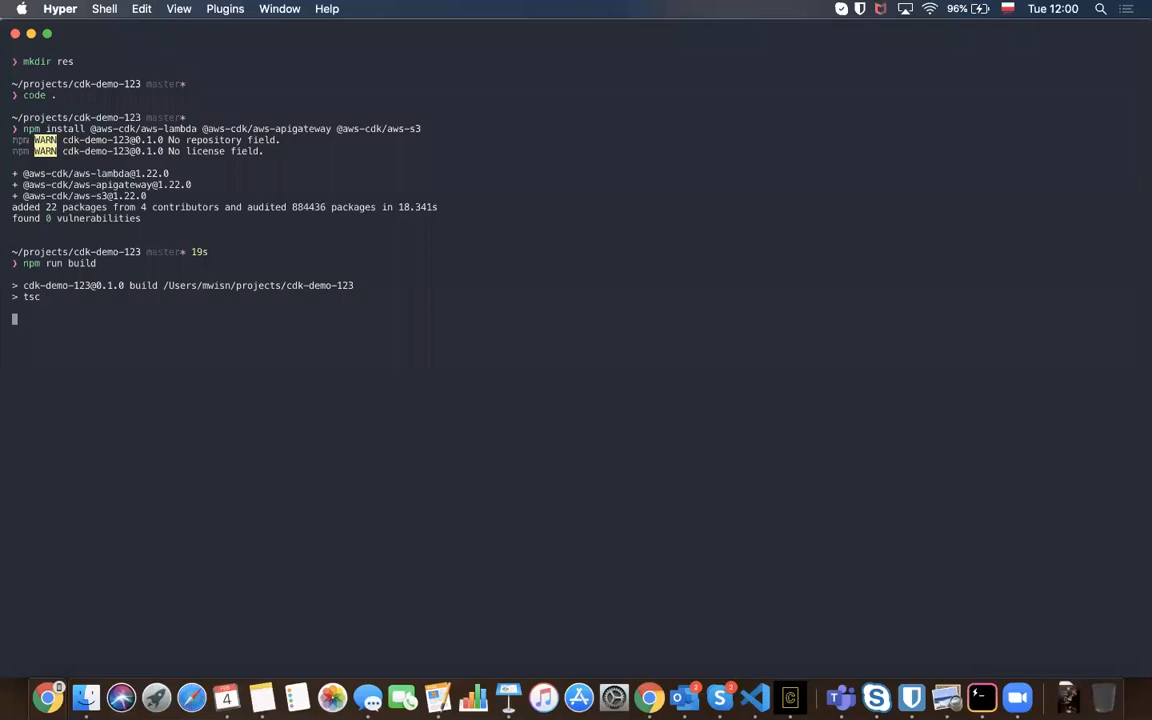 Hyper Shell Edit View Plugins Window Help 96% Tue 12:00
❯ mkdir res
~/projects/cdk-demo-123 master*
❯ code .
~/projects/cdk-demo-123 master*
❯ npm install @aws-cdk/aws-lambda @aws-cdk/aws-apigateway @aws-cdk/aws-s3
npm WARN cdk-demo-123@0.1.0 No repository field.
npm WARN cdk-demo-123@0.1.0 No license field.
+ @aws-cdk/aws-lambda@1.22.0
+ @aws-cdk/aws-apigateway@1.22.0
+ @aws-cdk/aws-s3@1.22.0
added 22 packages from 4 contributors and audited 884436 packages in 18.341s
found 0 vulnerabilities
~/projects/cdk-demo-123 master* 19s
❯ npm run build
> cdk-demo-123@0.1.0 build /Users/mwisn/projects/cdk-demo-123
> tsc
4
2
2